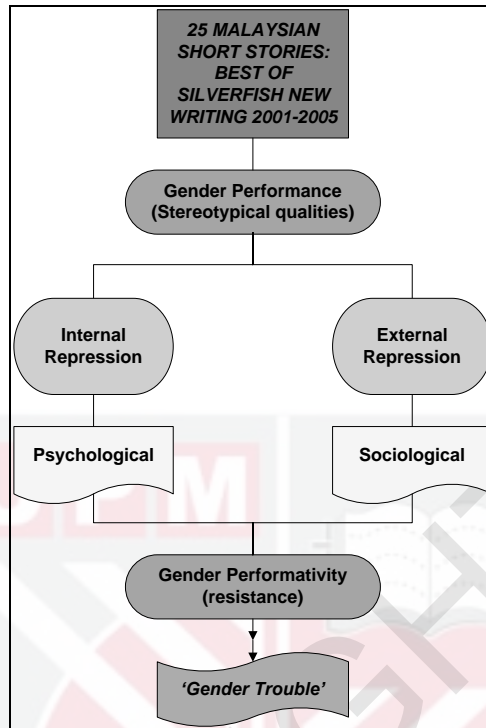 25 MALAYSIAN
SHORT STORIES:
BEST OF
SILVERFISH NEW
WRITING 2001-2005
Gender Performance
(Stereotypical qualities)
Internal
Repression
External
Repression
Psychological
Sociological
Gender Performativity
(resistance)
'Gender Trouble'
UPM